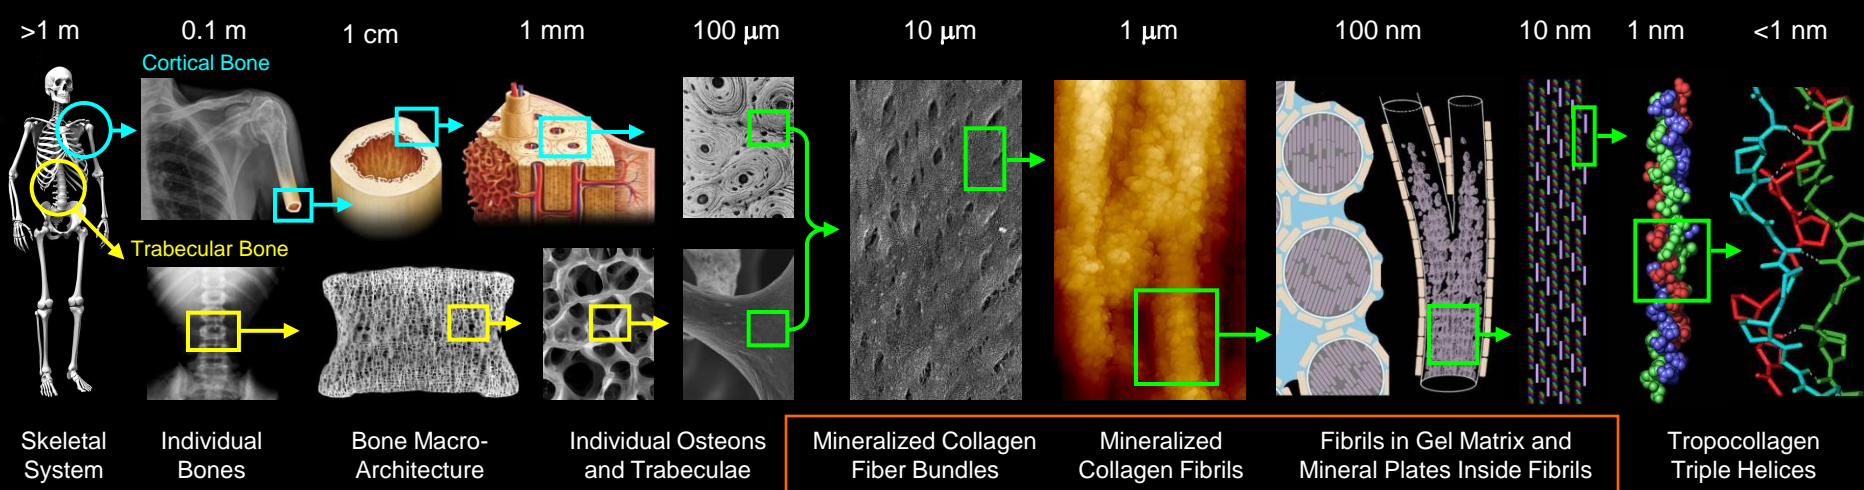 >1 m
0.1 m
1 cm
1 mm
100 μm
10 μm
1 μm
100 nm
10 nm
1 nm
<1 nm
Cortical Bone
Trabecular Bone
Skeletal
System
Individual
Bones
Bone Macro-
Architecture
Individual Osteons
and Trabeculae
Mineralized Collagen
Fiber Bundles
Mineralized
Collagen Fibrils
Fibrils in Gel Matrix and
Mineral Plates Inside Fibrils
Tropocollagen
Triple Helices